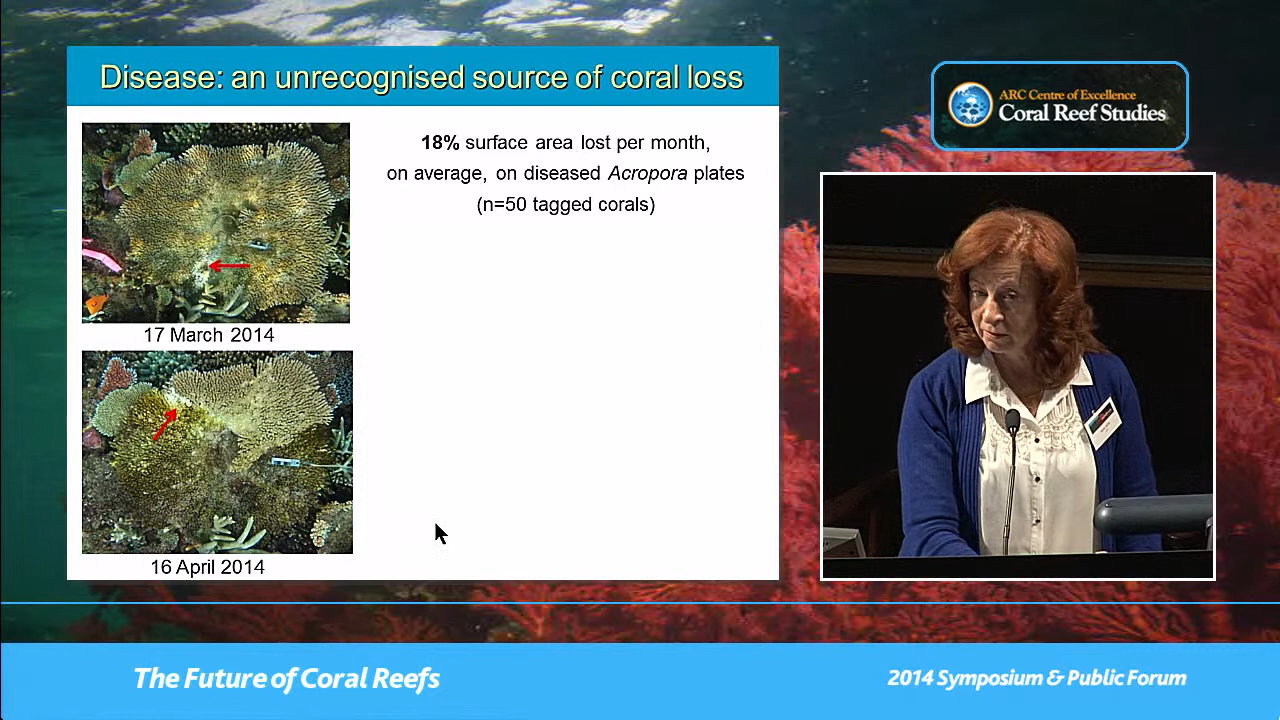 Disease: an unrecognised source of coral loss
18% surface area lost per month,
on average, on diseased Acropora plates
(n=50 tagged corals)
17 March 2014
16 April 2014
ARC Centre of Excellence
Coral Reef Studies
The Future of Coral Reefs
2014 Symposium & Public Forum